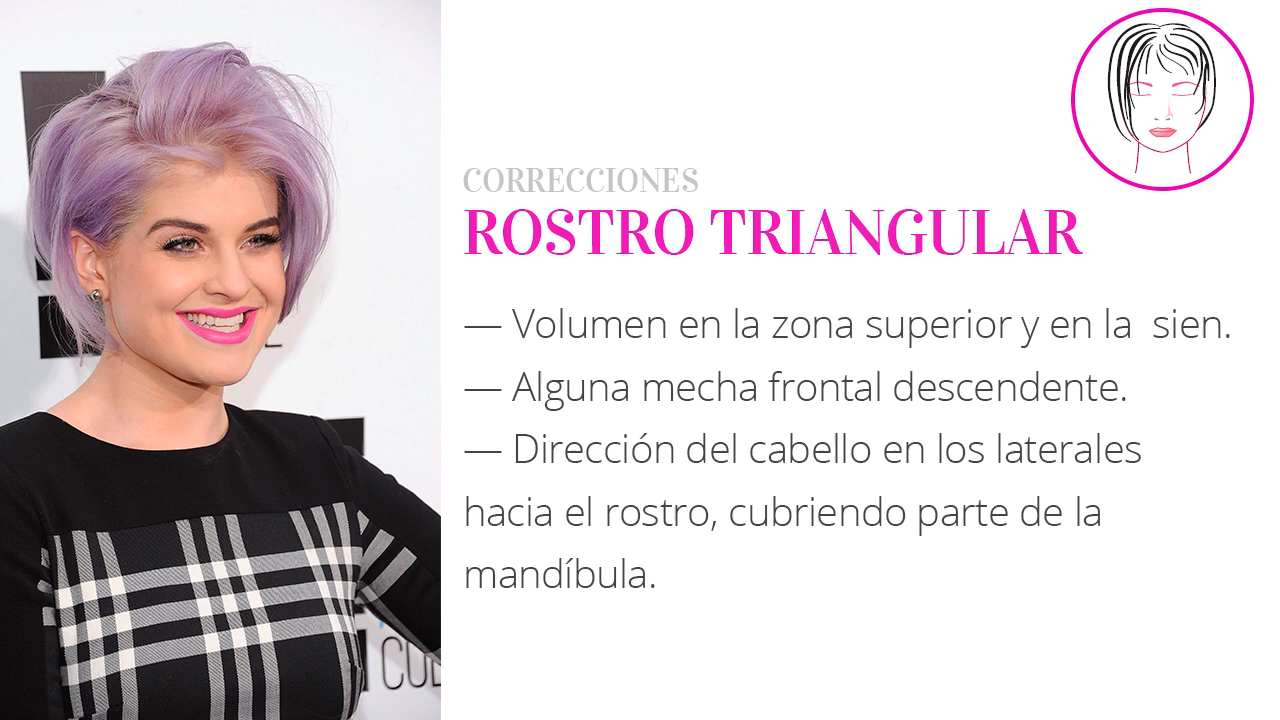 CORRECCIONES
ROSTRO TRIANGULAR
— Volumen en la zona superior y en la sien.
— Alguna mecha frontal descendente.
— Dirección del cabello en los laterales
hacia el rostro, cubriendo parte de la
mandíbula.